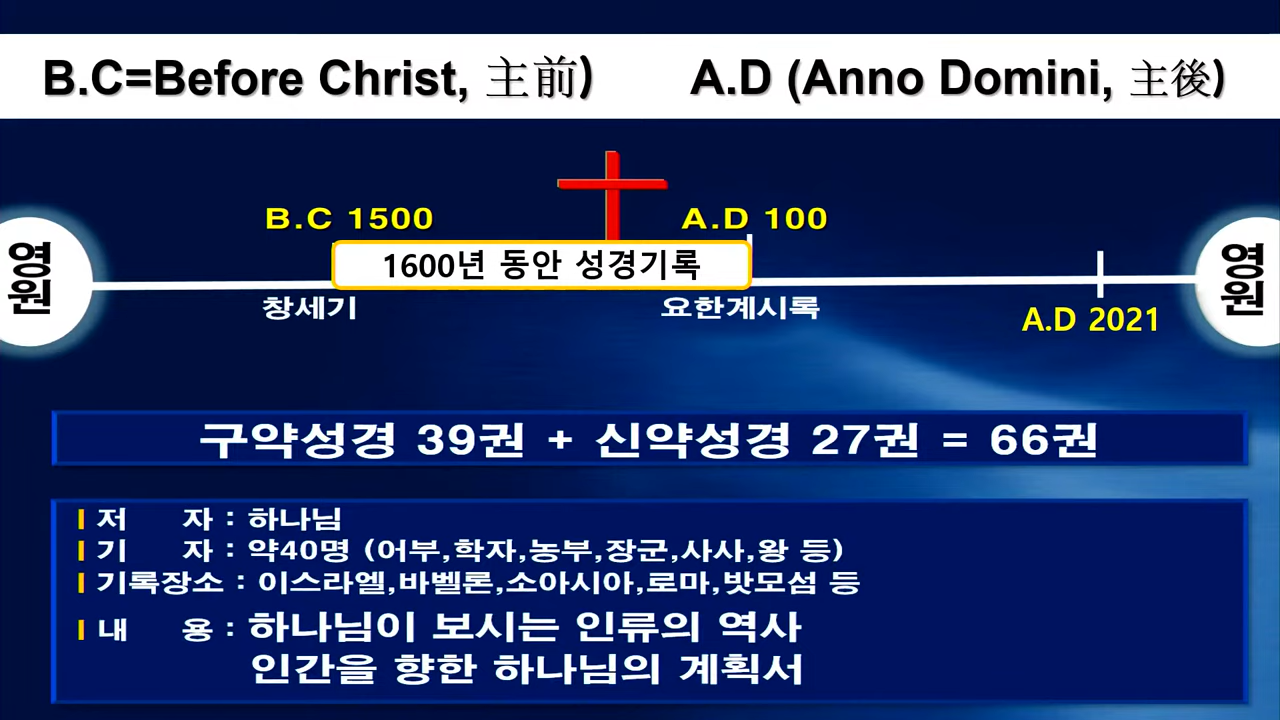 B.C=Before Christ, 主前)
A.D (Anno Domini, 主後)
B.C 1500
A.D 100
영원
1600년 동안 성경기록
영원
창세기
요한계시록
A.D 2021
구약성경 39권 + 신약성경 27권 = 66권
저 자 : 하나님
기 자 : 약40명 (어부,학자,농부,장군,사사,왕 등)
기록장소 : 이스라엘,바벨론,소아시아,로마,밧모섬 등
내 용 : 하나님이 보시는 인류의 역사
인간을 향한 하나님의 계획서